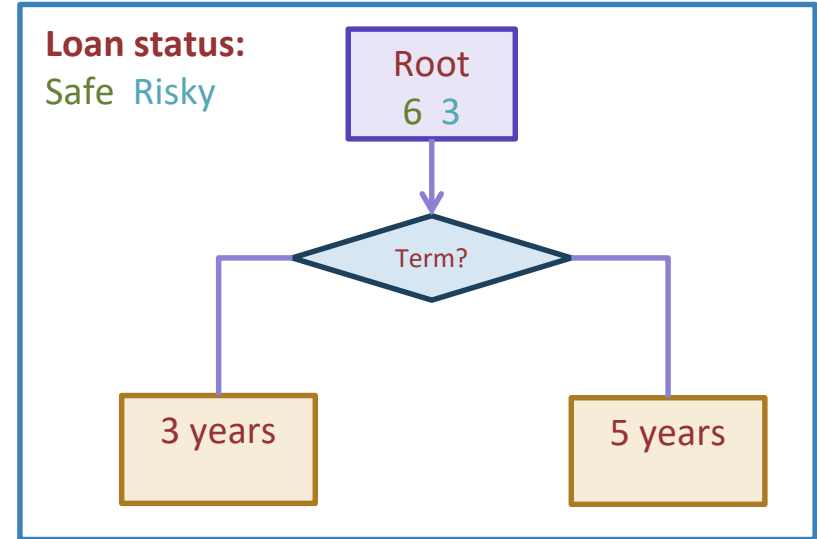 Loan status:
Safe Risky
Root
6 3
Term?
3 years
5 years